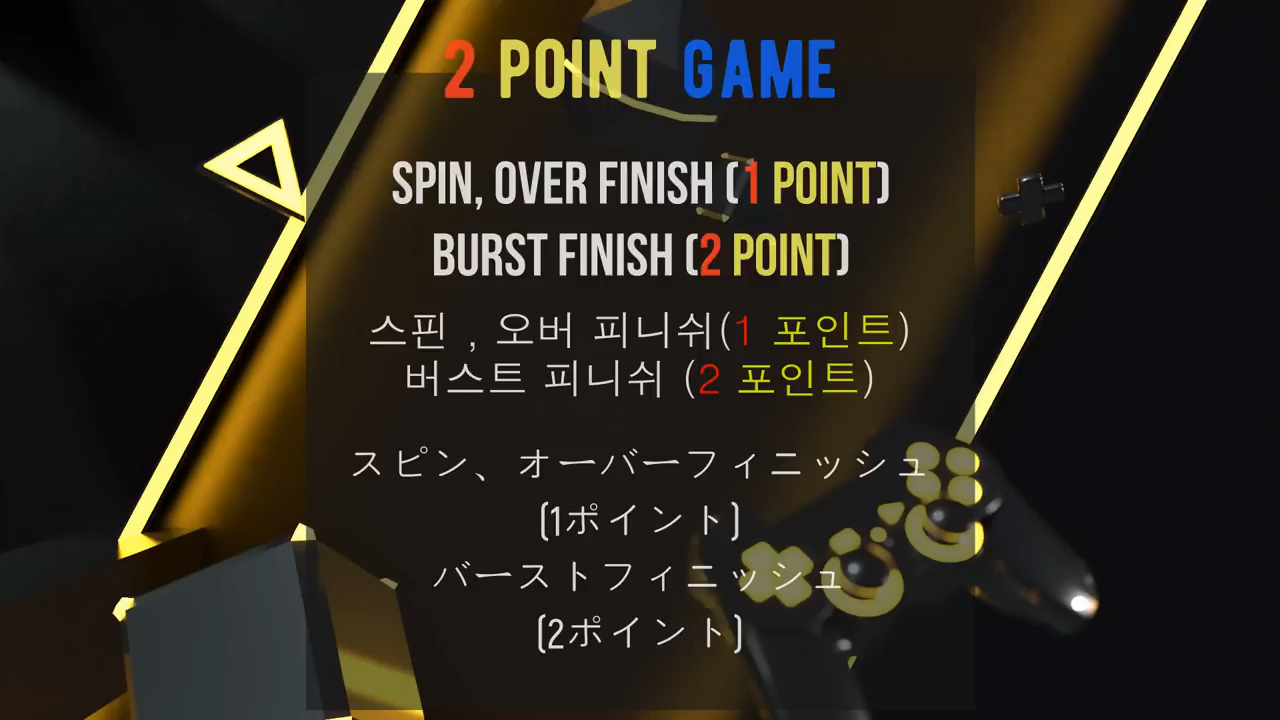 2 POINT GAME
SPIN, OVER FINISH (1 POINT)
BURST FINISH (2 POINT)
스핀 , 오버 피니쉬(1 포인트)
버스트 피니쉬 (2 포인트)
スピン、オーバーフィニッシュ
(1ポイント)
バーストフィニッシュ
(2ポイント)